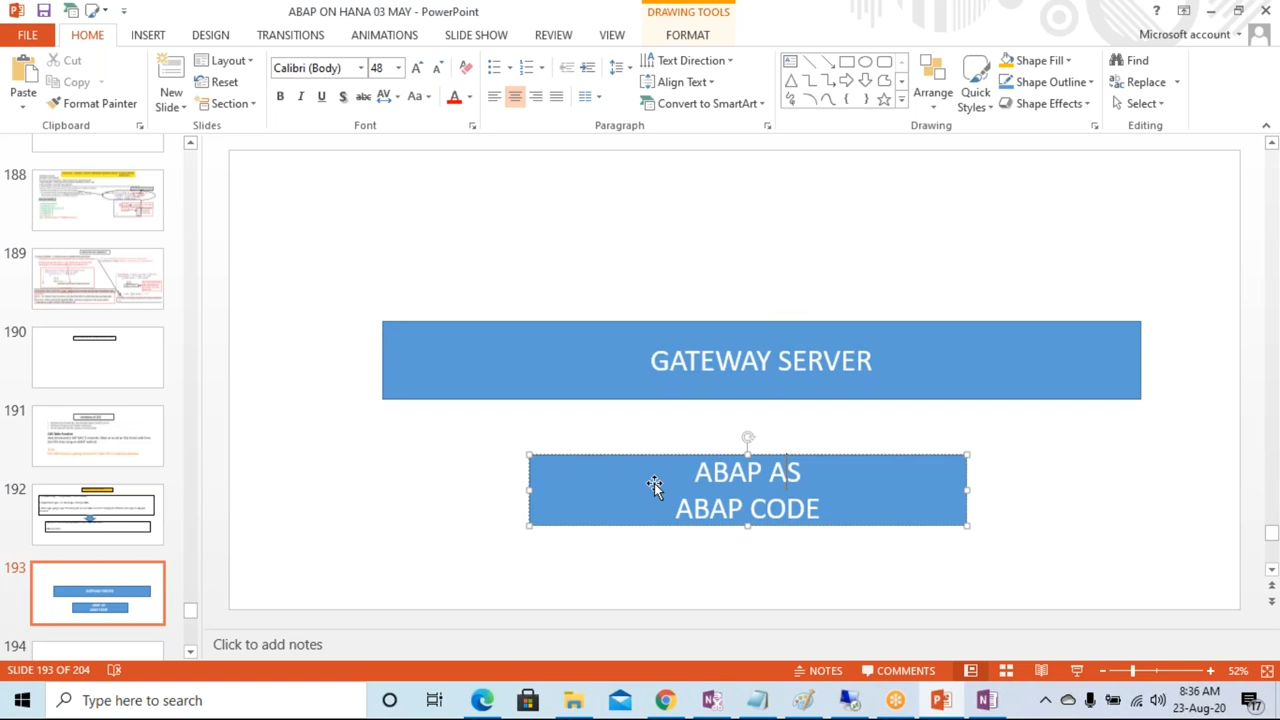 ABAP ON HANA 03 MAY - PowerPoint
DRAWING TOOLS
FILE
HOME
INSERT
DESIGN
TRANSITIONS
ANIMATIONS
SLIDE SHOW
REVIEW
VIEW
FORMAT
Microsoft account
Paste
Cut
Copy
Format Painter
Clipboard
New
Slide
Layout
Reset
Section
Slides
Calibri (Body)
48
B I U S abc AV Aa A
Font
Text Direction
Align Text
Convert to SmartArt
Paragraph
Arrange
Quick
Styles
Shape Fill
Shape Outline
Shape Effects
Drawing
Find
Replace
Select
Editing
188
189
190
191
192
193
194
GATEWAY SERVER
ABAP AS
ABAP CODE
Click to add notes
SLIDE 193 OF 204
NOTES
COMMENTS
52%
Type here to search
8:36 AM
23-Aug-20
17